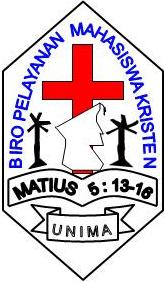 BIRO PELAYANAN MAHASISWA KRISTEN
MATIUS 5:13-16
UNIMA